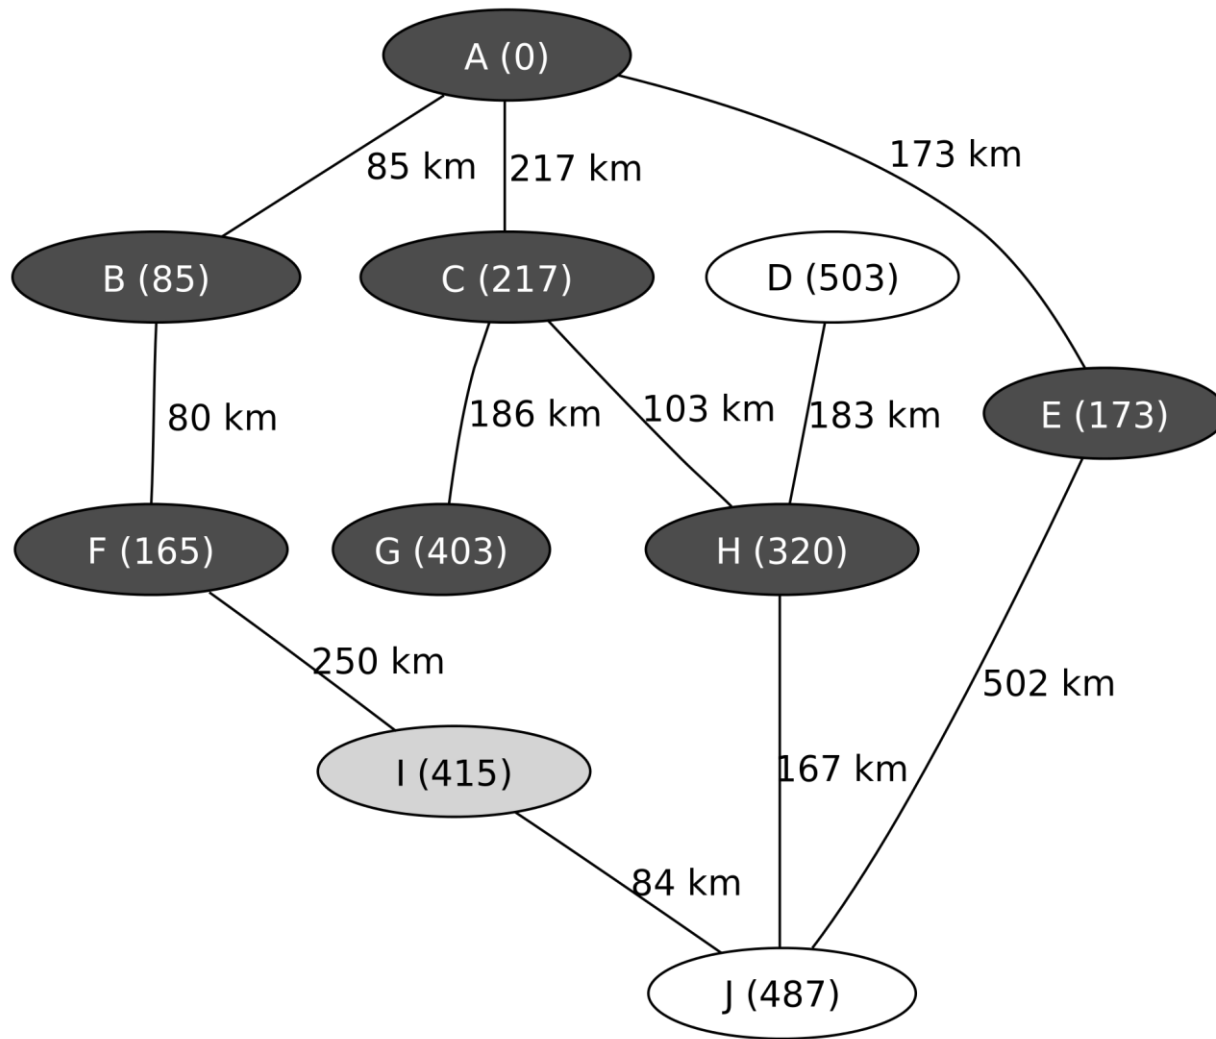 A (0)
85 km
217 km
173 km
B (85)
C (217)
D (503)
80 km
186 km
103 km
183 km
E (173)
F (165)
G (403)
H (320)
250 km
502 km
I (415)
167 km
84 km
J (487)